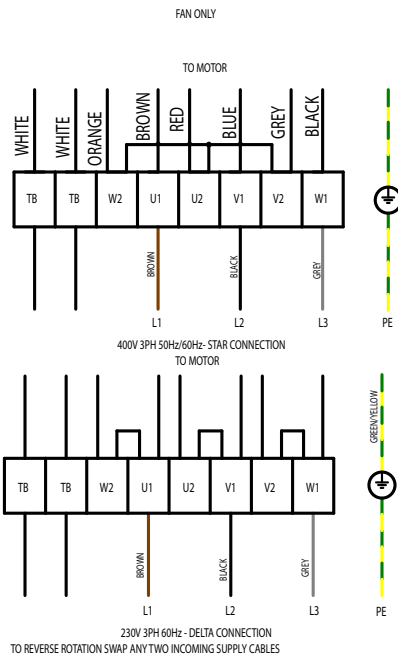 FAN ONLY
TO MOTOR
WHITE WHITE ORANGE BROWN RED BLUE GREY BLACK
TB TB W2 U1 U2 V1 V2 W1
BROWN BLACK GREY
L1 L2 L3 PE
400V 3PH 50Hz/60Hz- STAR CONNECTION
TO MOTOR
GREEN/YELLOW
TB TB W2 U1 U2 V1 V2 W1
BROWN BLACK GREY
L1 L2 L3 PE
230V 3PH 60Hz - DELTA CONNECTION
TO REVERSE ROTATION SWAP ANY TWO INCOMING SUPPLY CABLES